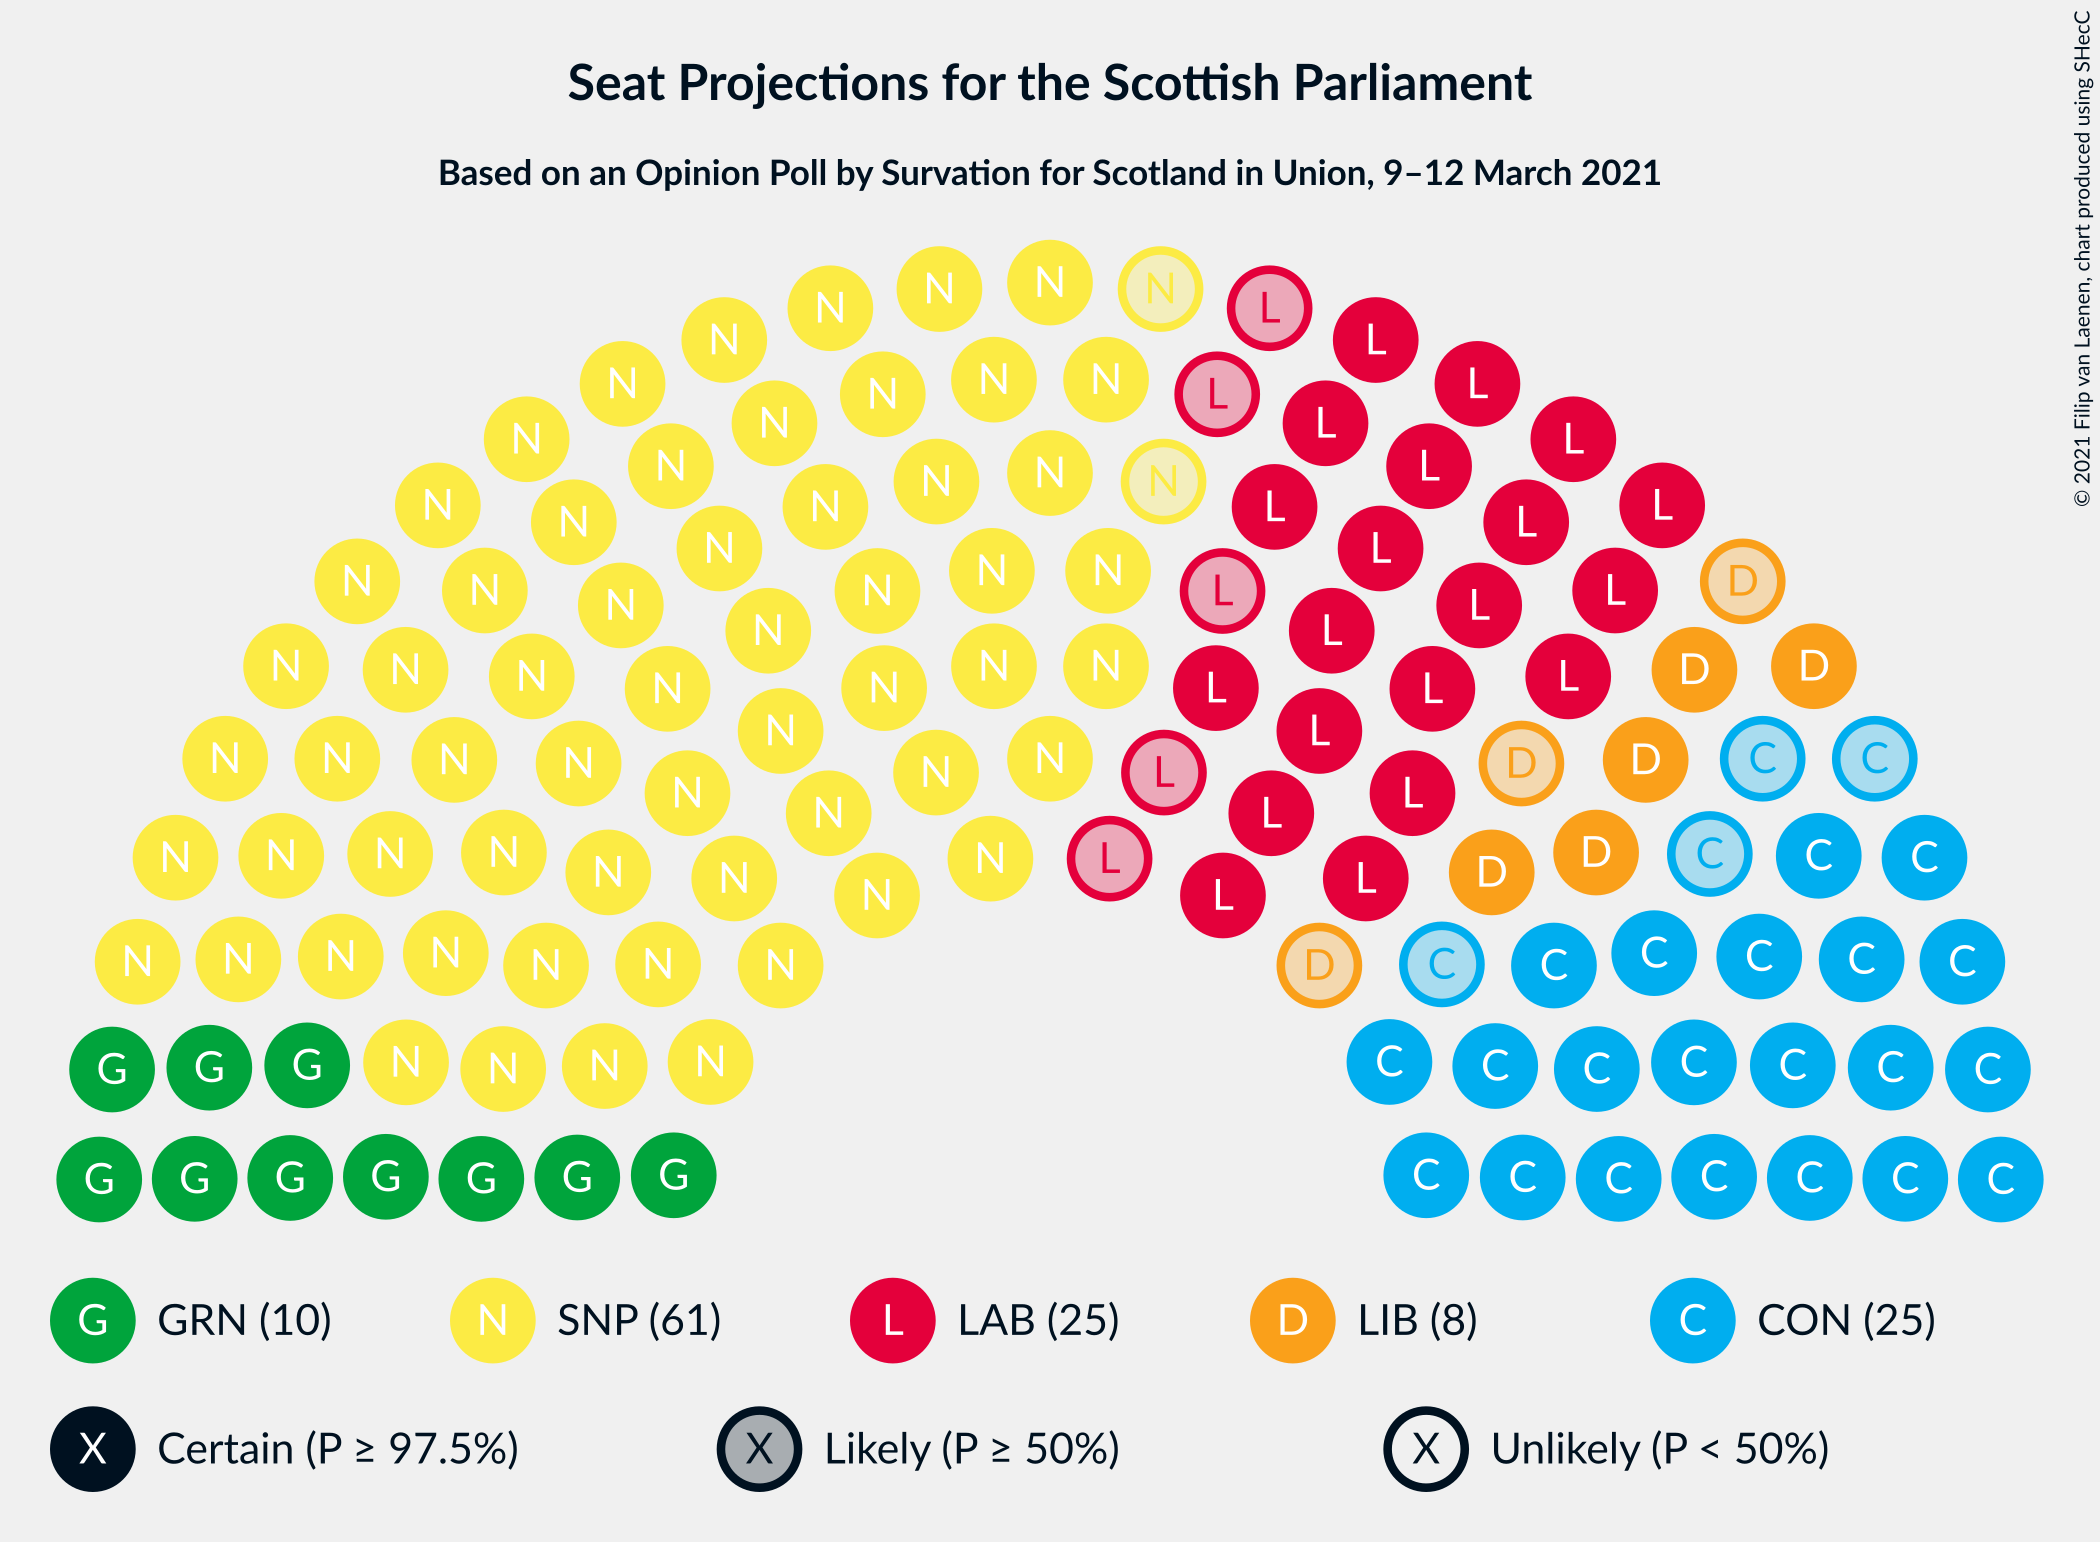 Seat Projections for the Scottish Parliament
Based on an Opinion Poll by Survation for Scotland in Union, 9–12 March 2021
© 2021 Filip van Laenen, chart produced using SHecC
N N N N L
N N L L
N N N N L L
N N N L L
N N N N L L
N N N L L
N N N N L L
N N N L D
N N N N L L
N N N N N L L L D D
N N N L L
N N N N N L D D C C
N N N L L
N N N N N N N L L D D C C C
N N L L
N N N N N N N D C C C C C C
G G G N N N N C C C C C C C
G G G G G G G C C C C C C C
G GRN (10) N SNP (61) L LAB (25) D LIB (8) C CON (25)
X Certain (P ≥ 97.5%) X Likely (P ≥ 50%) X Unlikely (P < 50%)